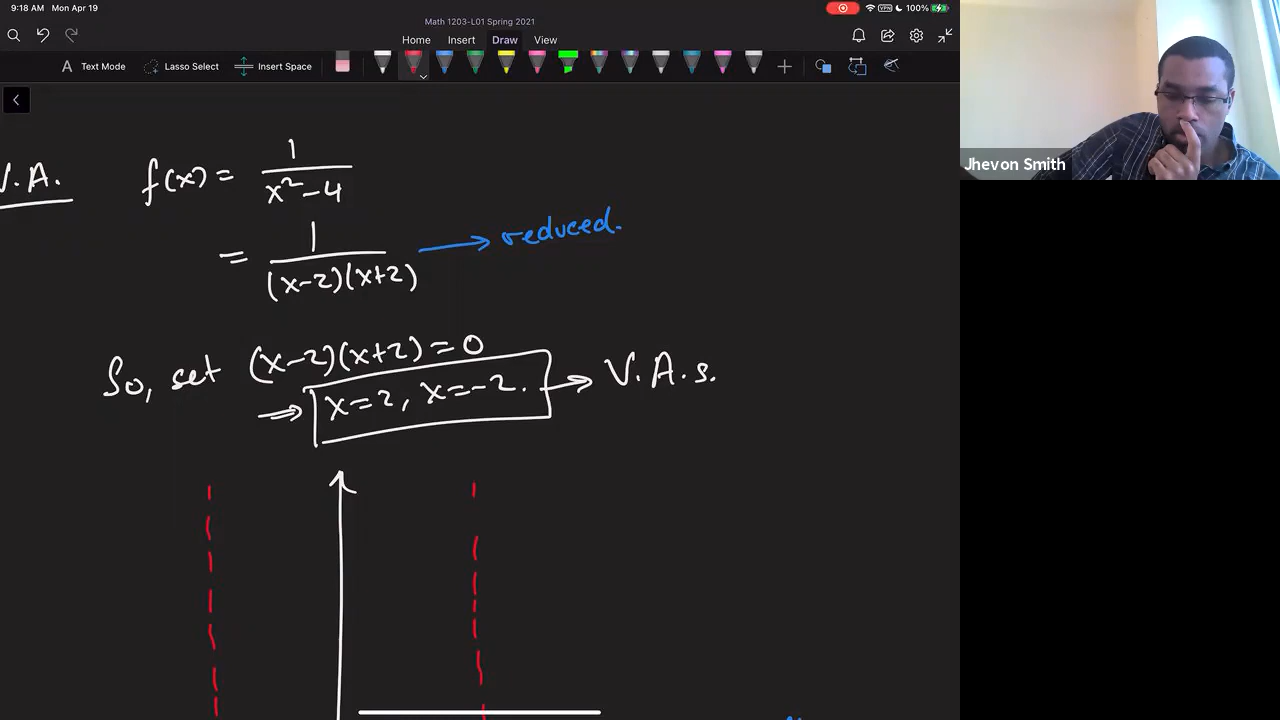 9:18 AM Mon Apr 19
100%
Math 1203-L01 Spring 2021
Home Insert Draw View
Text Mode Lasso Select Insert Space
Jhevon Smith
V.A. f(x) = 1 / (x² - 4)
= 1 / ((x-2)(x+2)) → reduced.
So, set (x-2)(x+2) = 0
⇒ x=2, x=-2. → V.A.s.